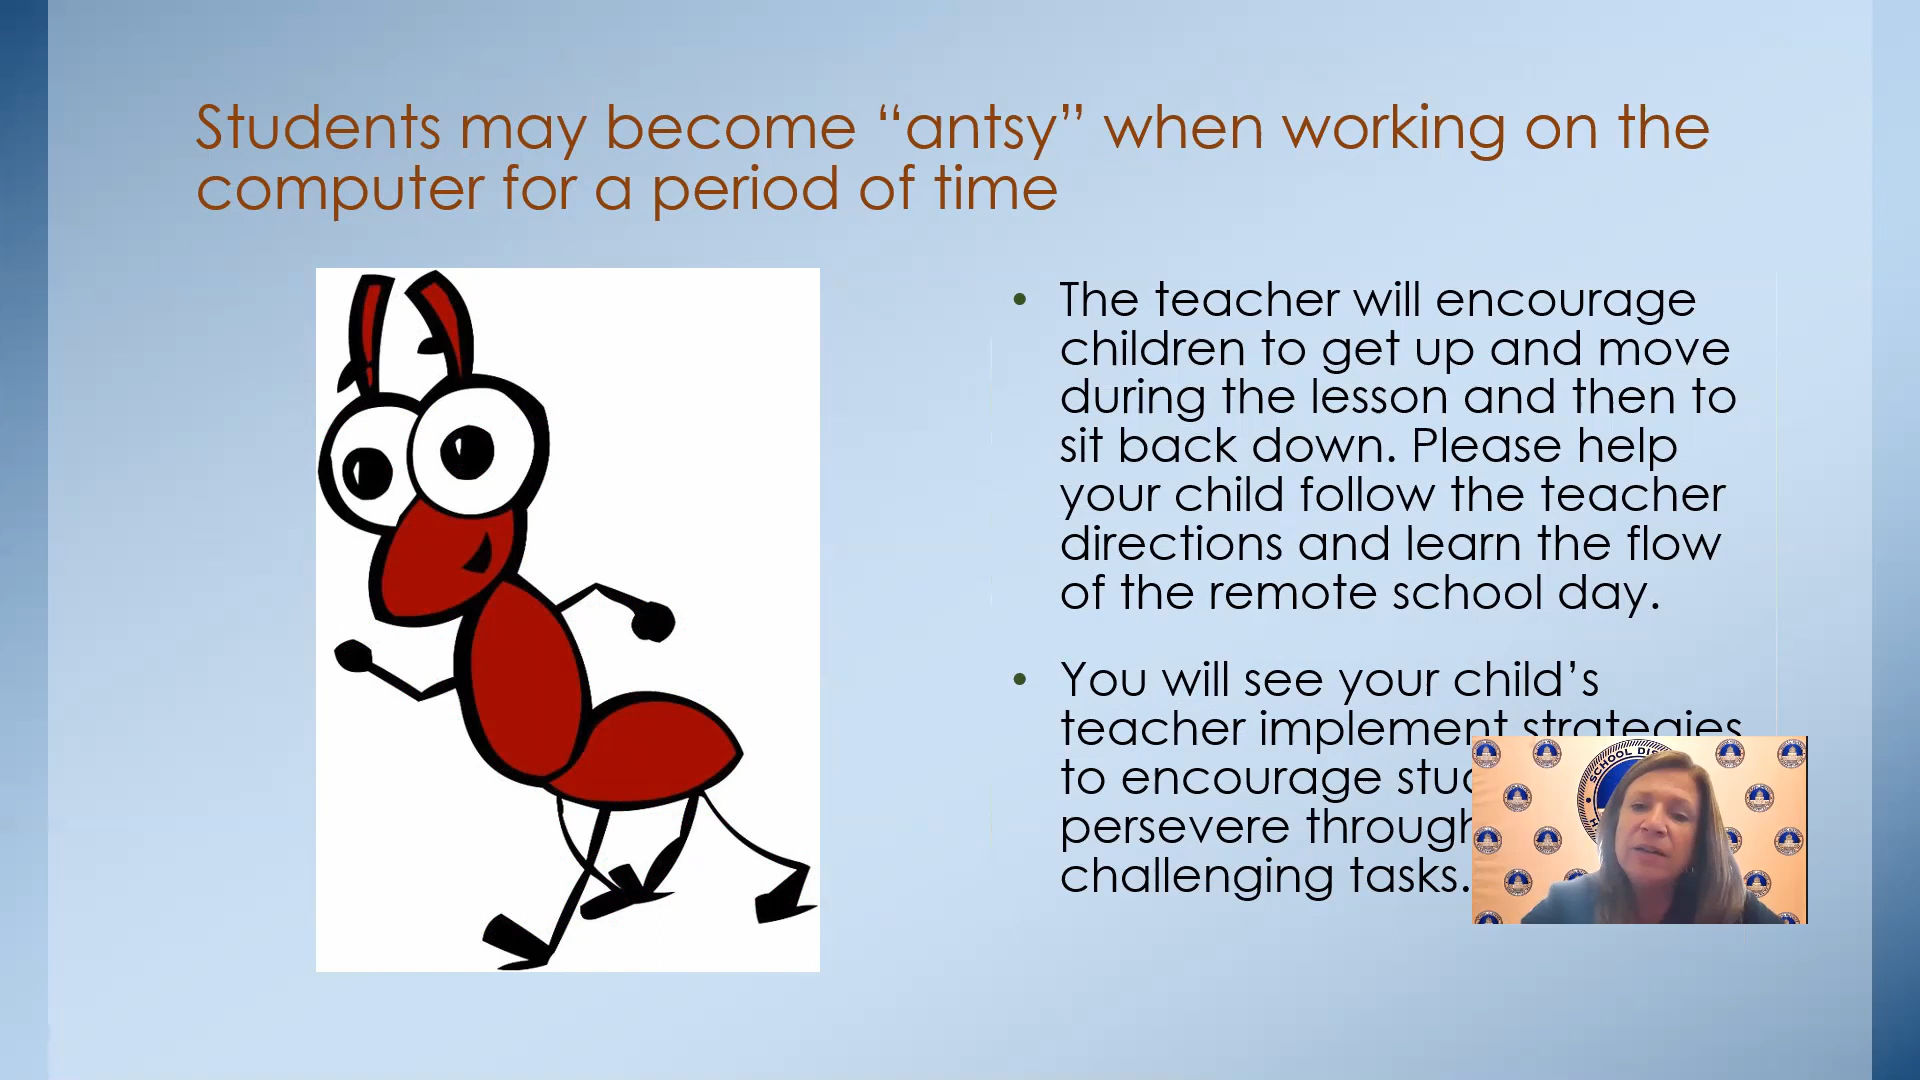 Students may become “antsy” when working on the
computer for a period of time
• The teacher will encourage
children to get up and move
during the lesson and then to
sit back down. Please help
your child follow the teacher
directions and learn the flow
of the remote school day.
• You will see your child’s
teacher implement strategies
to encourage
persevere through
challenging tasks.
SCHOOL